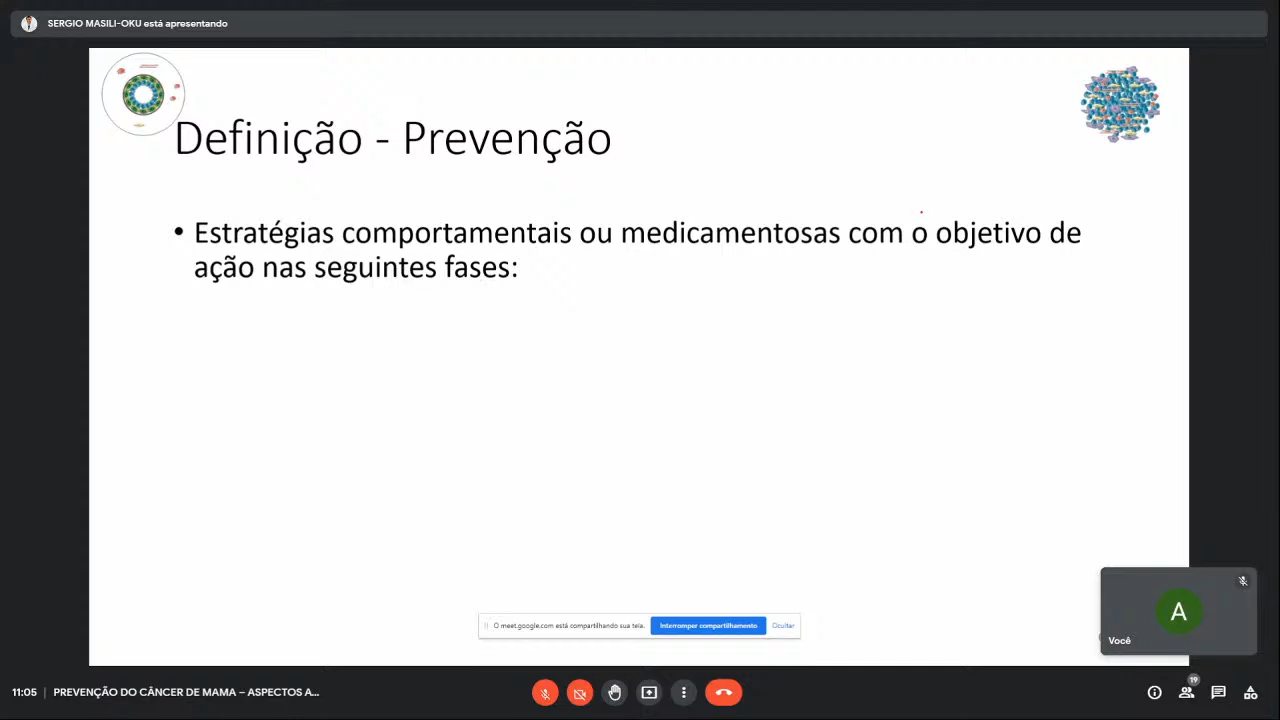 SERGIO MASILI-OKU está apresentando
Definição - Prevenção
• Estratégias comportamentais ou medicamentosas com o objetivo de
ação nas seguintes fases:
O meet.google.com está compartilhando sua tela.
Interromper compartilhamento
Ocultar
A
Você
11:05 | PREVENÇÃO DO CÂNCER DE MAMA – ASPECTOS A...
19